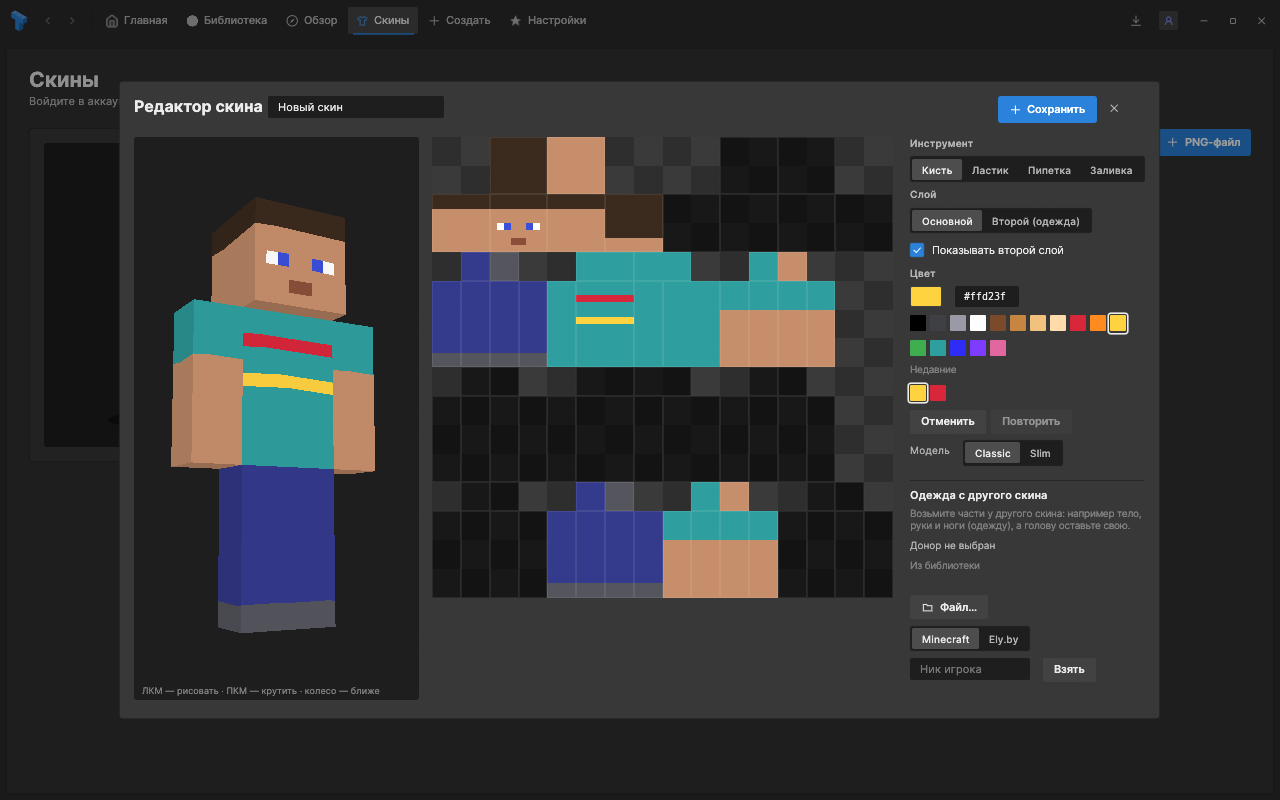 Главная
Библиотека
Обзор
Скины
Создать
Настройки
Скины
Войдите в аккау
PNG-файл
Редактор скина
Новый скин
Сохранить
Инструмент
Кисть
Ластик
Пипетка
Заливка
Слой
Основной
Второй (одежда)
Показывать второй слой
Цвет
#ffd23f
Недавние
Отменить
Повторить
Модель
Classic
Slim
Одежда с другого скина
Возьмите части у другого скина: например тело,
руки и ноги (одежду), а голову оставьте свою.
Донор не выбран
Из библиотеки
Файл...
Minecraft
Ely.by
Ник игрока
Взять
ЛКМ — рисовать · ПКМ — крутить · колесо — ближе